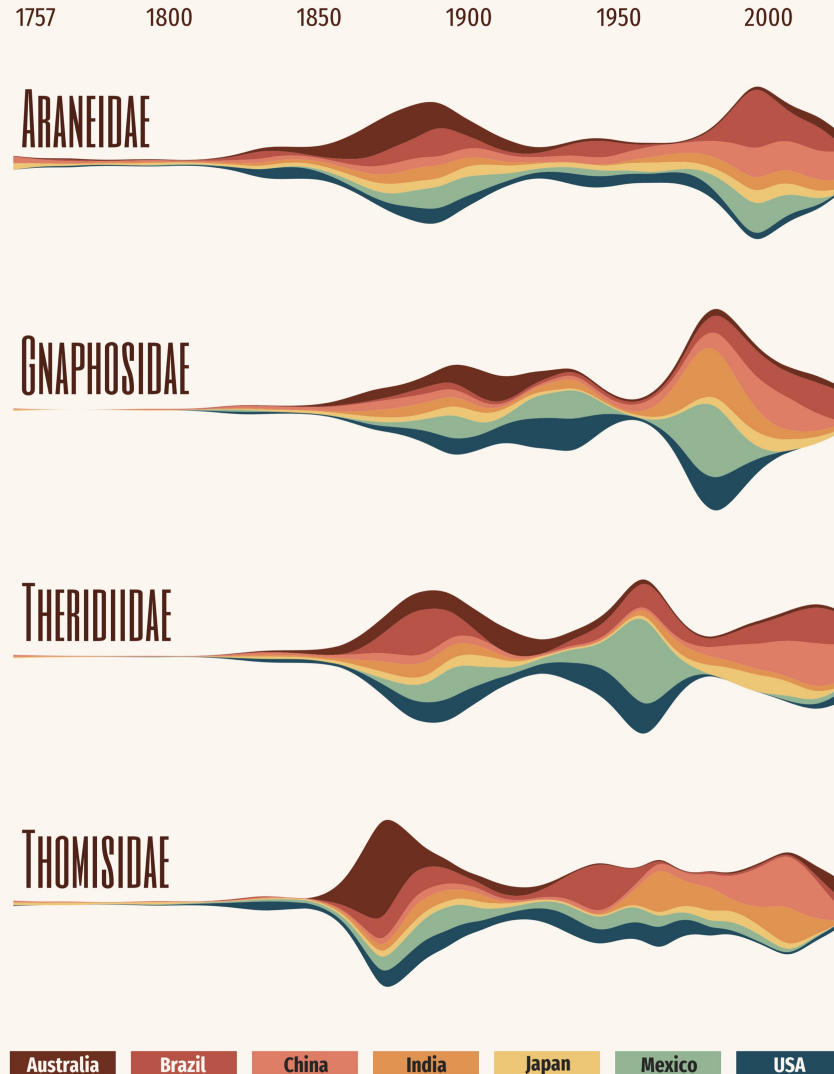 1757 1800 1850 1900 1950 2000
ARANEIDAE
GNAPHOSIDAE
THERIDIIDAE
THOMISIDAE
Australia Brazil China India Japan Mexico USA